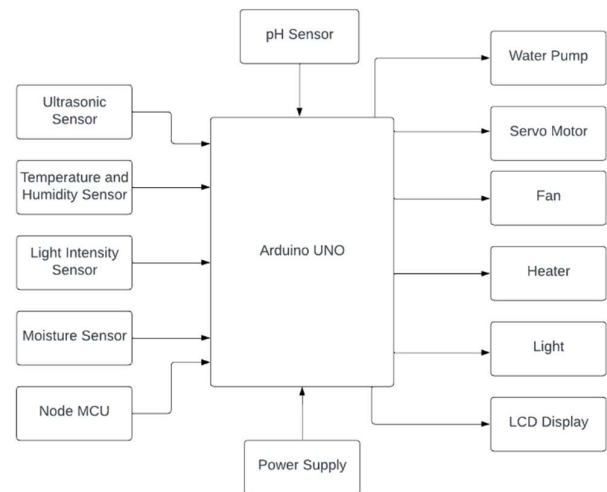 pH Sensor
Water Pump
Ultrasonic
Sensor
Servo Motor
Temperature and
Humidity Sensor
Fan
Arduino UNO
Light Intensity
Sensor
Heater
Moisture Sensor
Light
Node MCU
LCD Display
Power Supply